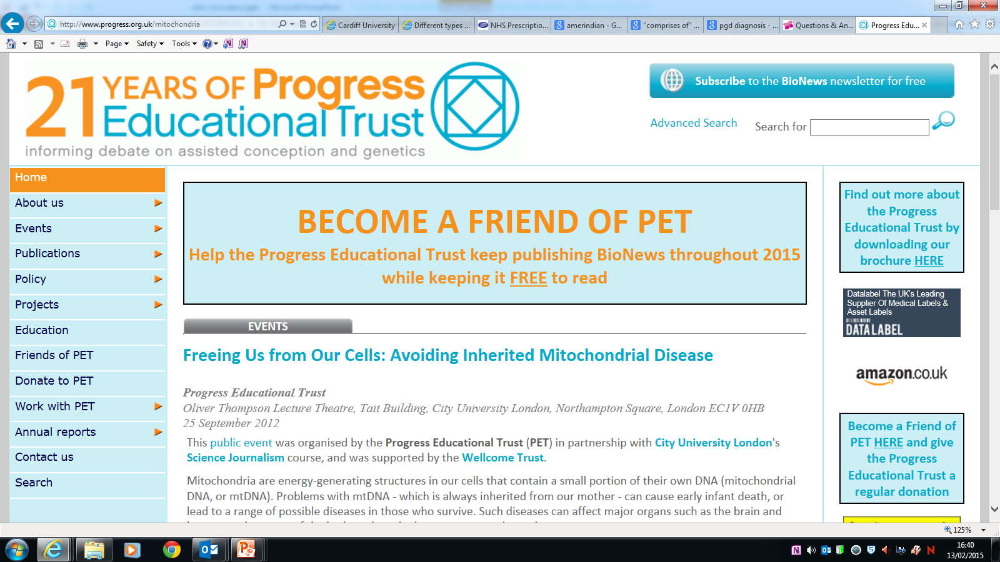 http://www.progress.org.uk/mitochondria
Cardiff University
Different types ...
NHS Prescriptio...
amerindian - G...
"comprises of" ...
pgd diagnosis - ...
Questions & An...
Progress Edu...
Page
Safety
Tools
21 YEARS OF Progress
Educational Trust
informing debate on assisted conception and genetics
Subscribe to the BioNews newsletter for free
Advanced Search
Search for
Home
About us
Events
Publications
Policy
Projects
Education
Friends of PET
Donate to PET
Work with PET
Annual reports
Contact us
Search
BECOME A FRIEND OF PET
Help the Progress Educational Trust keep publishing BioNews throughout 2015
while keeping it FREE to read
EVENTS
Freeing Us from Our Cells: Avoiding Inherited Mitochondrial Disease
Progress Educational Trust
Oliver Thompson Lecture Theatre, Tait Building, City University London, Northampton Square, London EC1V 0HB
25 September 2012
This public event was organised by the Progress Educational Trust (PET) in partnership with City University London's
Science Journalism course, and was supported by the Wellcome Trust.
Mitochondria are energy-generating structures in our cells that contain a small portion of their own DNA (mitochondrial
DNA, or mtDNA). Problems with mtDNA - which is always inherited from our mother - can cause early infant death, or
lead to a range of possible diseases in those who survive. Such diseases can affect major organs such as the brain and
Find out more about
the Progress
Educational Trust by
downloading our
brochure HERE
Datalabel The UK's Leading
Supplier Of Medical Labels &
Asset Labels
DATALABEL
amazon.co.uk
Become a Friend of
PET HERE and give
the Progress
Educational Trust a
regular donation
125%
16:40
13/02/2015